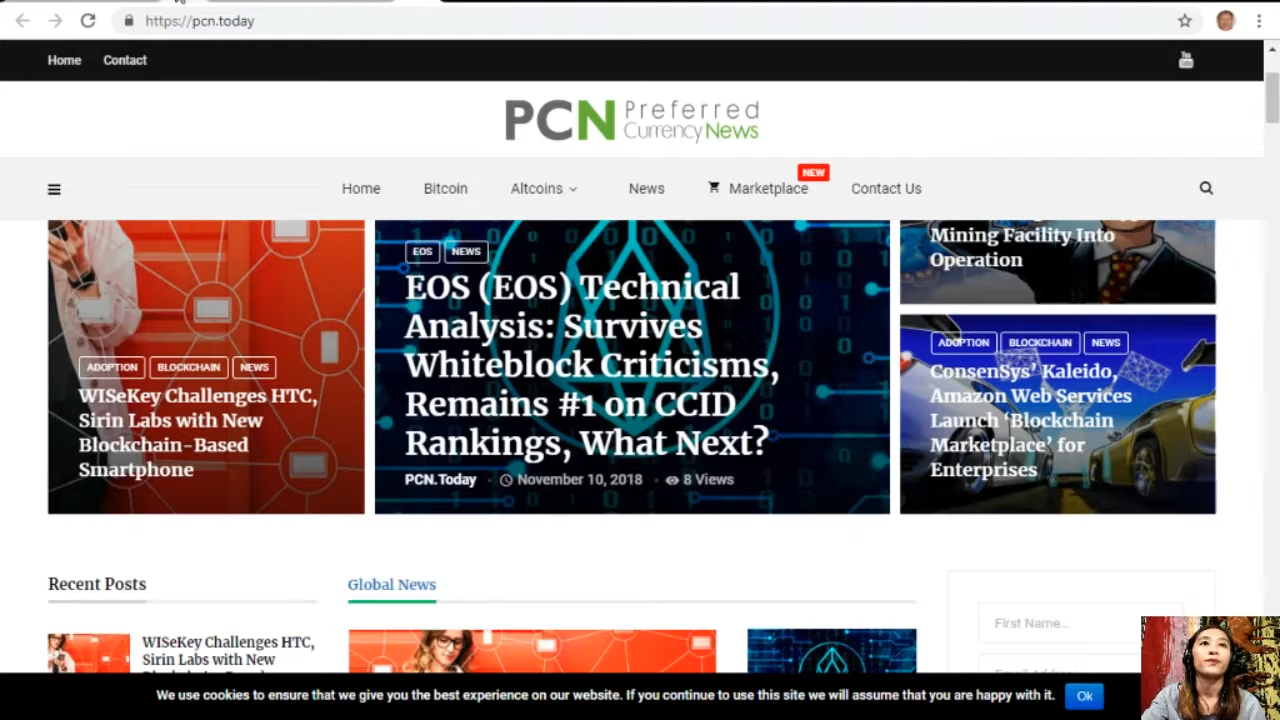 https://pcn.today
Home
Contact
You
PCN Preferred
CurrencyNews
NEW
Home
Bitcoin
Altcoins
News
Marketplace
Contact Us
ADOPTION
BLOCKCHAIN
NEWS
WISeKey Challenges HTC,
Sirin Labs with New
Blockchain-Based
Smartphone
EOS
NEWS
EOS (EOS) Technical
Analysis: Survives
Whiteblock Criticisms,
Remains #1 on CCID
Rankings, What Next?
PCN.Today
November 10, 2018
8 Views
Mining Facility Into
Operation
ADOPTION
BLOCKCHAIN
NEWS
ConsenSys' Kaleido,
Amazon Web Services
Launch 'Blockchain
Marketplace' for
Enterprises
Recent Posts
Global News
WISeKey Challenges HTC,
Sirin Labs with New
First Name...
Email Address
We use cookies to ensure that we give you the best experience on our website. If you continue to use this site we will assume that you are happy with it.
Ok